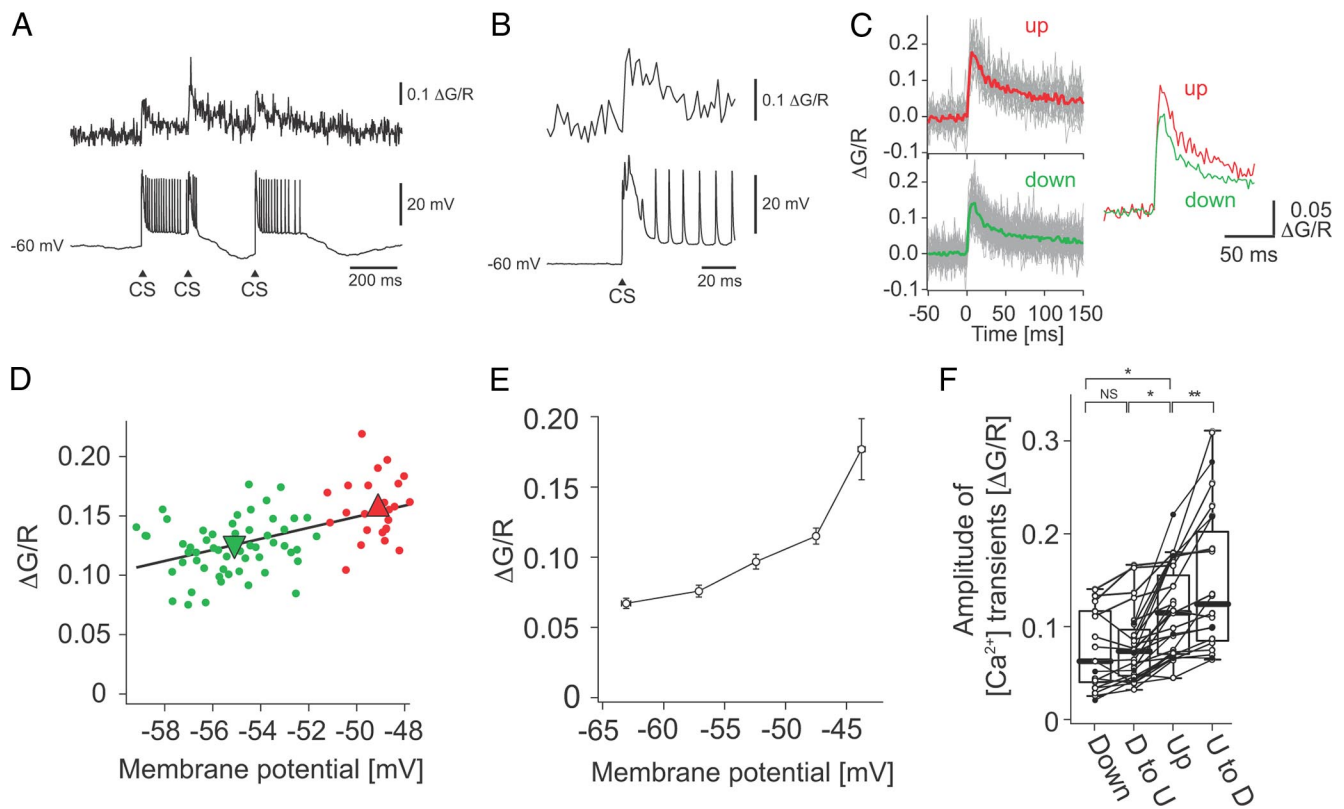 A
0.1 ΔG/R
20 mV
-60 mV
CS CS CS
200 ms
B
0.1 ΔG/R
20 mV
-60 mV
CS
20 ms
C
up
0.2
0.1
0.0
-0.1
ΔG/R
down
0.2
0.1
0.0
-0.1
-50 0 50 100 150
Time [ms]
up
down
0.05
ΔG/R
50 ms
D
0.20
0.15
0.10
0.05
0
ΔG/R
-58 -56 -54 -52 -50 -48
Membrane potential [mV]
E
0.20
0.15
0.10
0.05
0
ΔG/R
-65 -60 -55 -50 -45
Membrane potential [mV]
F
*
NS * **
0.3
0.2
0.1
0
Amplitude of
[Ca²⁺] transients [ΔG/R]
Down
D to U
Up
U to D